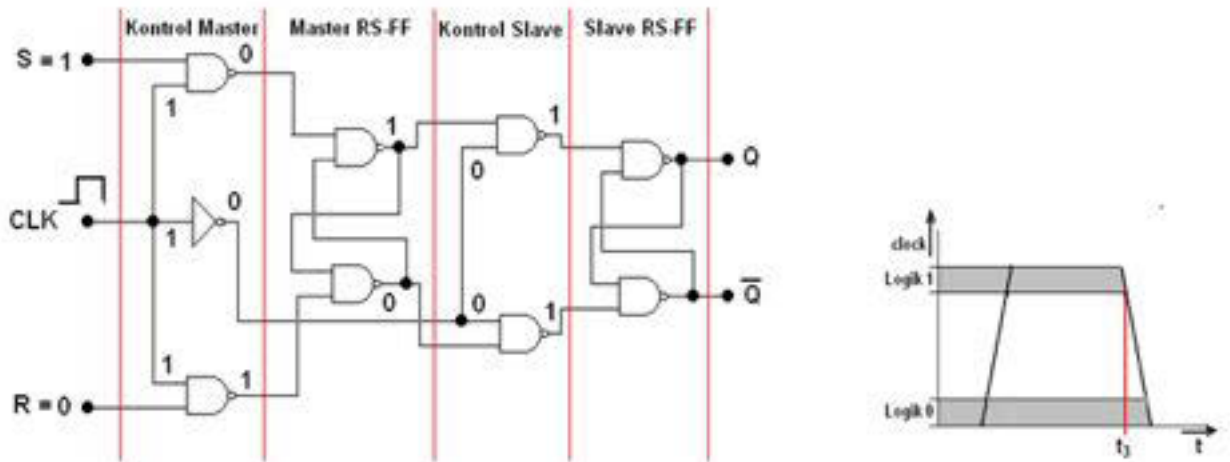 Kontrol Master
Master RS-FF
Kontrol Slave
Slave RS-FF
S = 1
0
1
1
1
Q
0
0
CLK
1
clock
Logik 1
0
0
1
Q
1
1
R = 0
Logik 0
t3
t